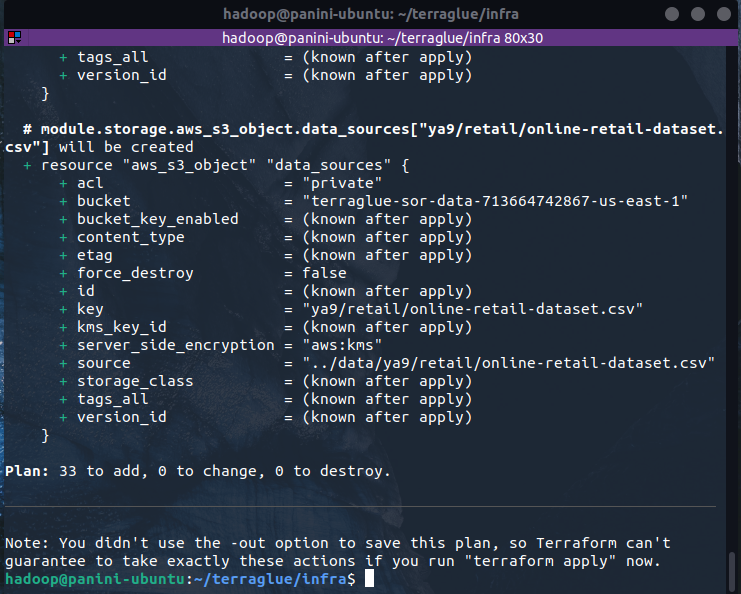 hadoop@panini-ubuntu: ~/terraglue/infra
hadoop@panini-ubuntu: ~/terraglue/infra 80x30
+ tags_all = (known after apply)
+ version_id = (known after apply)
}
# module.storage.aws_s3_object.data_sources["ya9/retail/online-retail-dataset.
csv"] will be created
+ resource "aws_s3_object" "data_sources" {
+ acl = "private"
+ bucket = "terraglue-sor-data-713664742867-us-east-1"
+ bucket_key_enabled = (known after apply)
+ content_type = (known after apply)
+ etag = (known after apply)
+ force_destroy = false
+ id = (known after apply)
+ key = "ya9/retail/online-retail-dataset.csv"
+ kms_key_id = (known after apply)
+ server_side_encryption = "aws:kms"
+ source = "../data/ya9/retail/online-retail-dataset.csv"
+ storage_class = (known after apply)
+ tags_all = (known after apply)
+ version_id = (known after apply)
}
Plan: 33 to add, 0 to change, 0 to destroy.
Note: You didn't use the -out option to save this plan, so Terraform can't
guarantee to take exactly these actions if you run "terraform apply" now.
hadoop@panini-ubuntu:~/terraglue/infra$